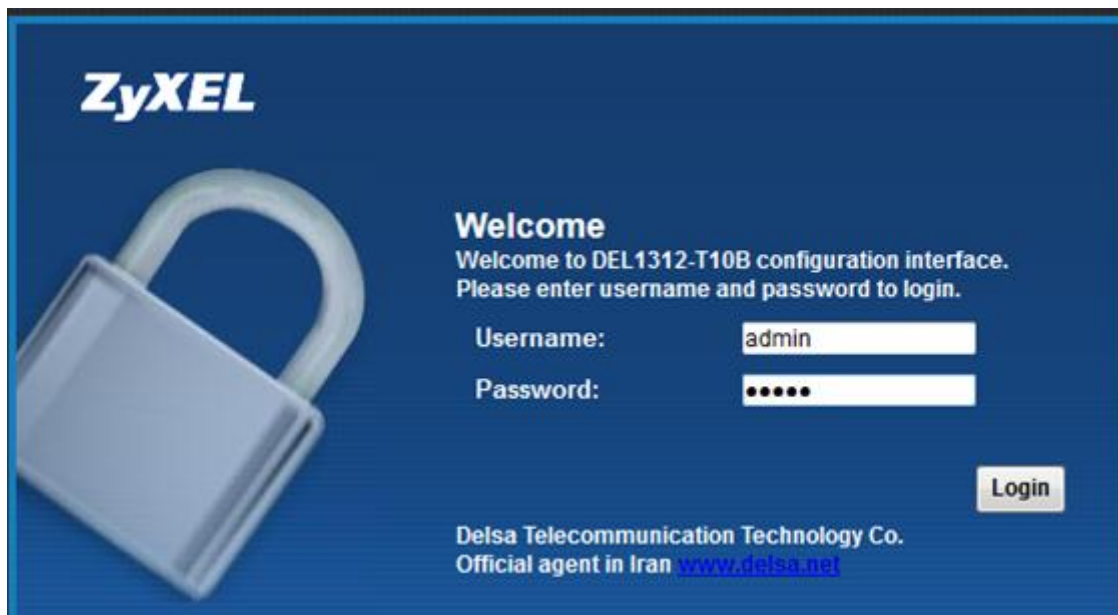 ZyXEL
Welcome
Welcome to DEL1312-T10B configuration interface.
Please enter username and password to login.
Username: admin
Password: •••••
Login
Delsa Telecommunication Technology Co.
Official agent in Iran www.delsa.net